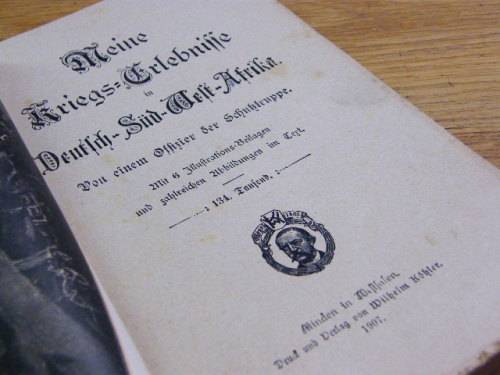 Meine
Kriegs=Erlebnisse
in
Deutsch-Süd-West-Afrika.
Von einem Offizier der Schutztruppe.
Mit 6 Illustrations-Beilagen
und zahlreichen Abbildungen im Text.
—: 134. Tausend. :—
Minden in Westfalen.
Druck und Verlag von Wilhelm Köhler.
1907.